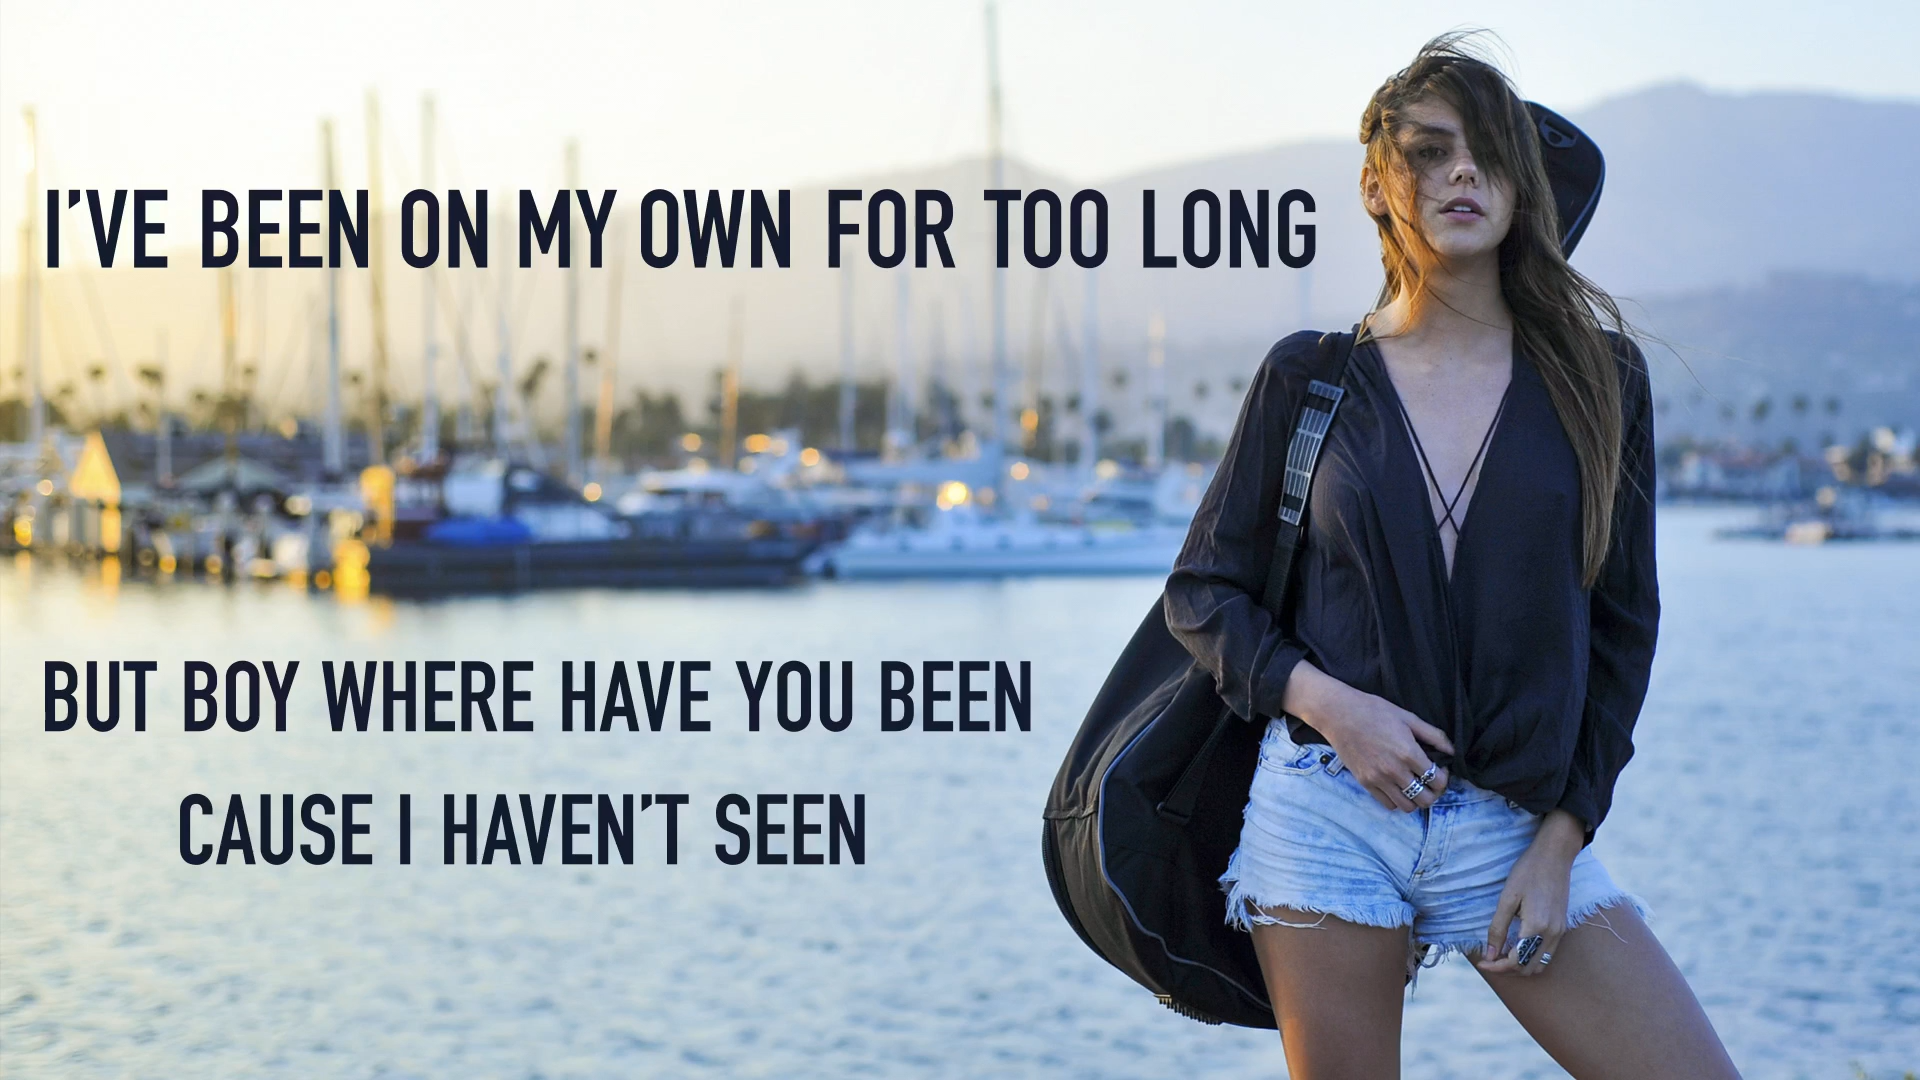 I'VE BEEN ON MY OWN FOR TOO LONG
BUT BOY WHERE HAVE YOU BEEN
CAUSE I HAVEN'T SEEN